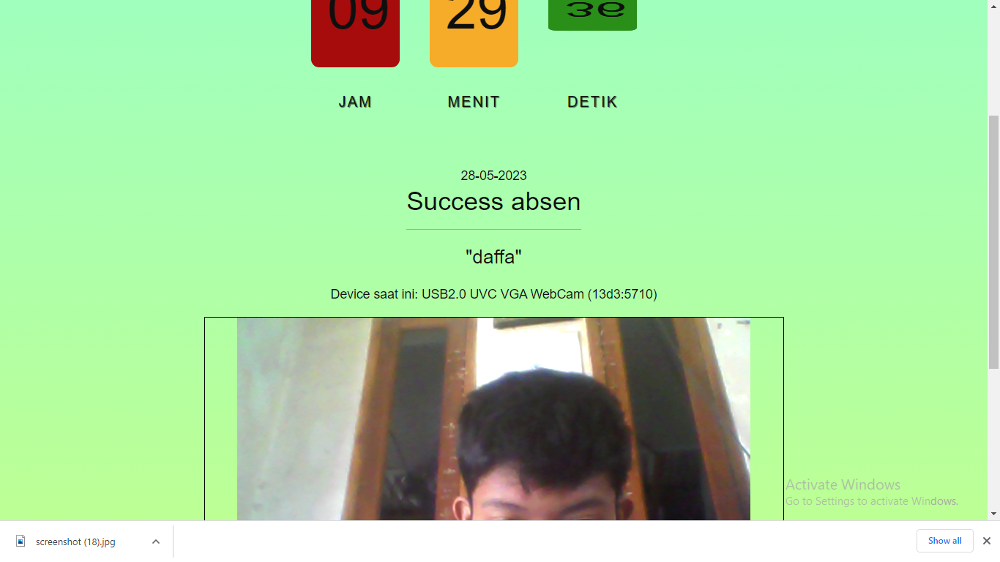 09 29
JAM MENIT DETIK
28-05-2023
Success absen
"daffa"
Device saat ini: USB2.0 UVC VGA WebCam (13d3:5710)
Activate Windows
Go to Settings to activate Windows.
screenshot (18).jpg
Show all